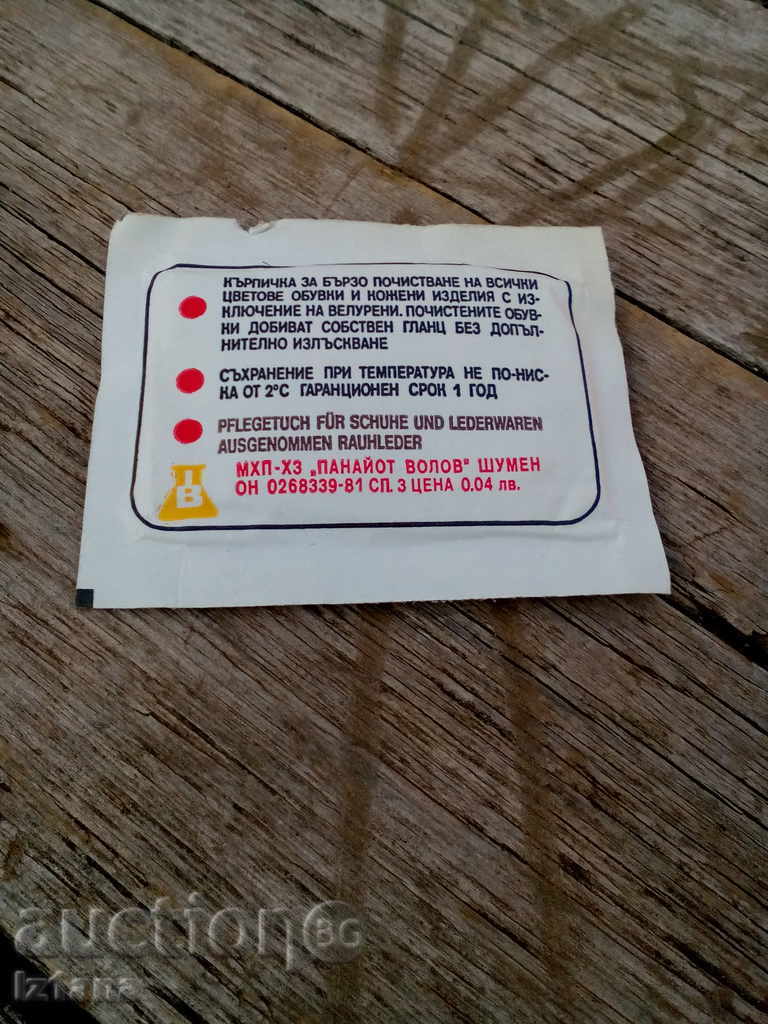 КЪРПИЧКА ЗА БЪРЗО ПОЧИСТВАНЕ НА ВСИЧКИ
ЦВЕТОВЕ ОБУВКИ И КОЖЕНИ ИЗДЕЛИЯ С ИЗ-
КЛЮЧЕНИЕ НА ВЕЛУРЕНИ. ПОЧИСТЕНИТЕ ОБУВ-
КИ ДОБИВАТ СОБСТВЕН ГЛАНЦ БЕЗ ДОПЪЛ-
НИТЕЛНО ИЗЛЪСКВАНЕ
СЪХРАНЕНИЕ ПРИ ТЕМПЕРАТУРА НЕ ПО-НИС-
КА ОТ 2°С ГАРАНЦИОНЕН СРОК 1 ГОД
PFLEGETUCH FÜR SCHUHE UND LEDERWAREN
AUSGENOMMEN RAUHLEDER
МХП-ХЗ „ПАНАЙОТ ВОЛОВ" ШУМЕН
ОН 0268339-81 СП. 3 ЦЕНА 0.04 лв.
ПВ
auction BG
Iztana